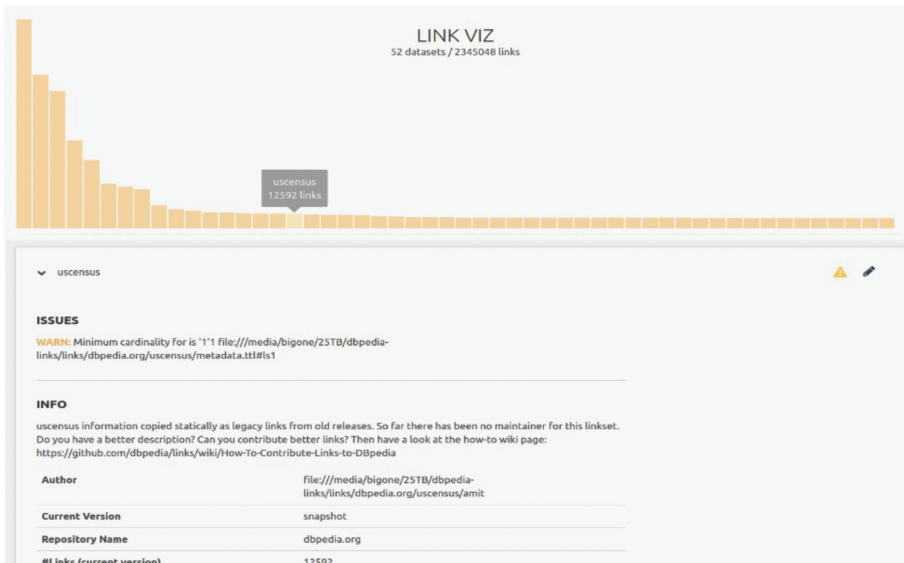 LINK VIZ
52 datasets / 2345048 links
uscensus
12592 links
uscensus
ISSUES
WARN: Minimum cardinality for is '1'1 file:///media/bigone/25TB/dbpedia-
links/links/dbpedia.org/uscensus/metadata.ttl#ls1
INFO
uscensus information copied statically as legacy links from old releases. So far there has been no maintainer for this linkset.
Do you have a better description? Can you contribute better links? Then have a look at the how-to wiki page:
https://github.com/dbpedia/links/wiki/How-To-Contribute-Links-to-DBpedia
Author file:///media/bigone/25TB/dbpedia-
links/links/dbpedia.org/uscensus/amit
Current Version snapshot
Repository Name dbpedia.org
#Links (current version) 12592